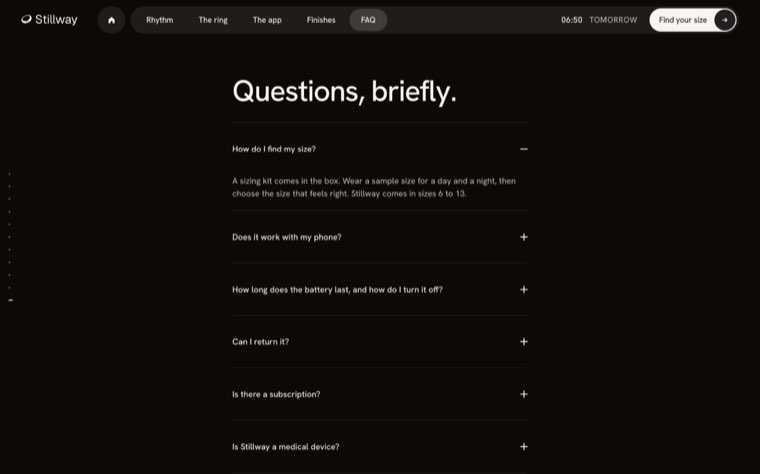 Stillway
Rhythm
The ring
The app
Finishes
FAQ
06:50 TOMORROW
Find your size
Questions, briefly.
How do I find my size?
A sizing kit comes in the box. Wear a sample size for a day and a night, then
choose the size that feels right. Stillway comes in sizes 6 to 13.
Does it work with my phone?
How long does the battery last, and how do I turn it off?
Can I return it?
Is there a subscription?
Is Stillway a medical device?